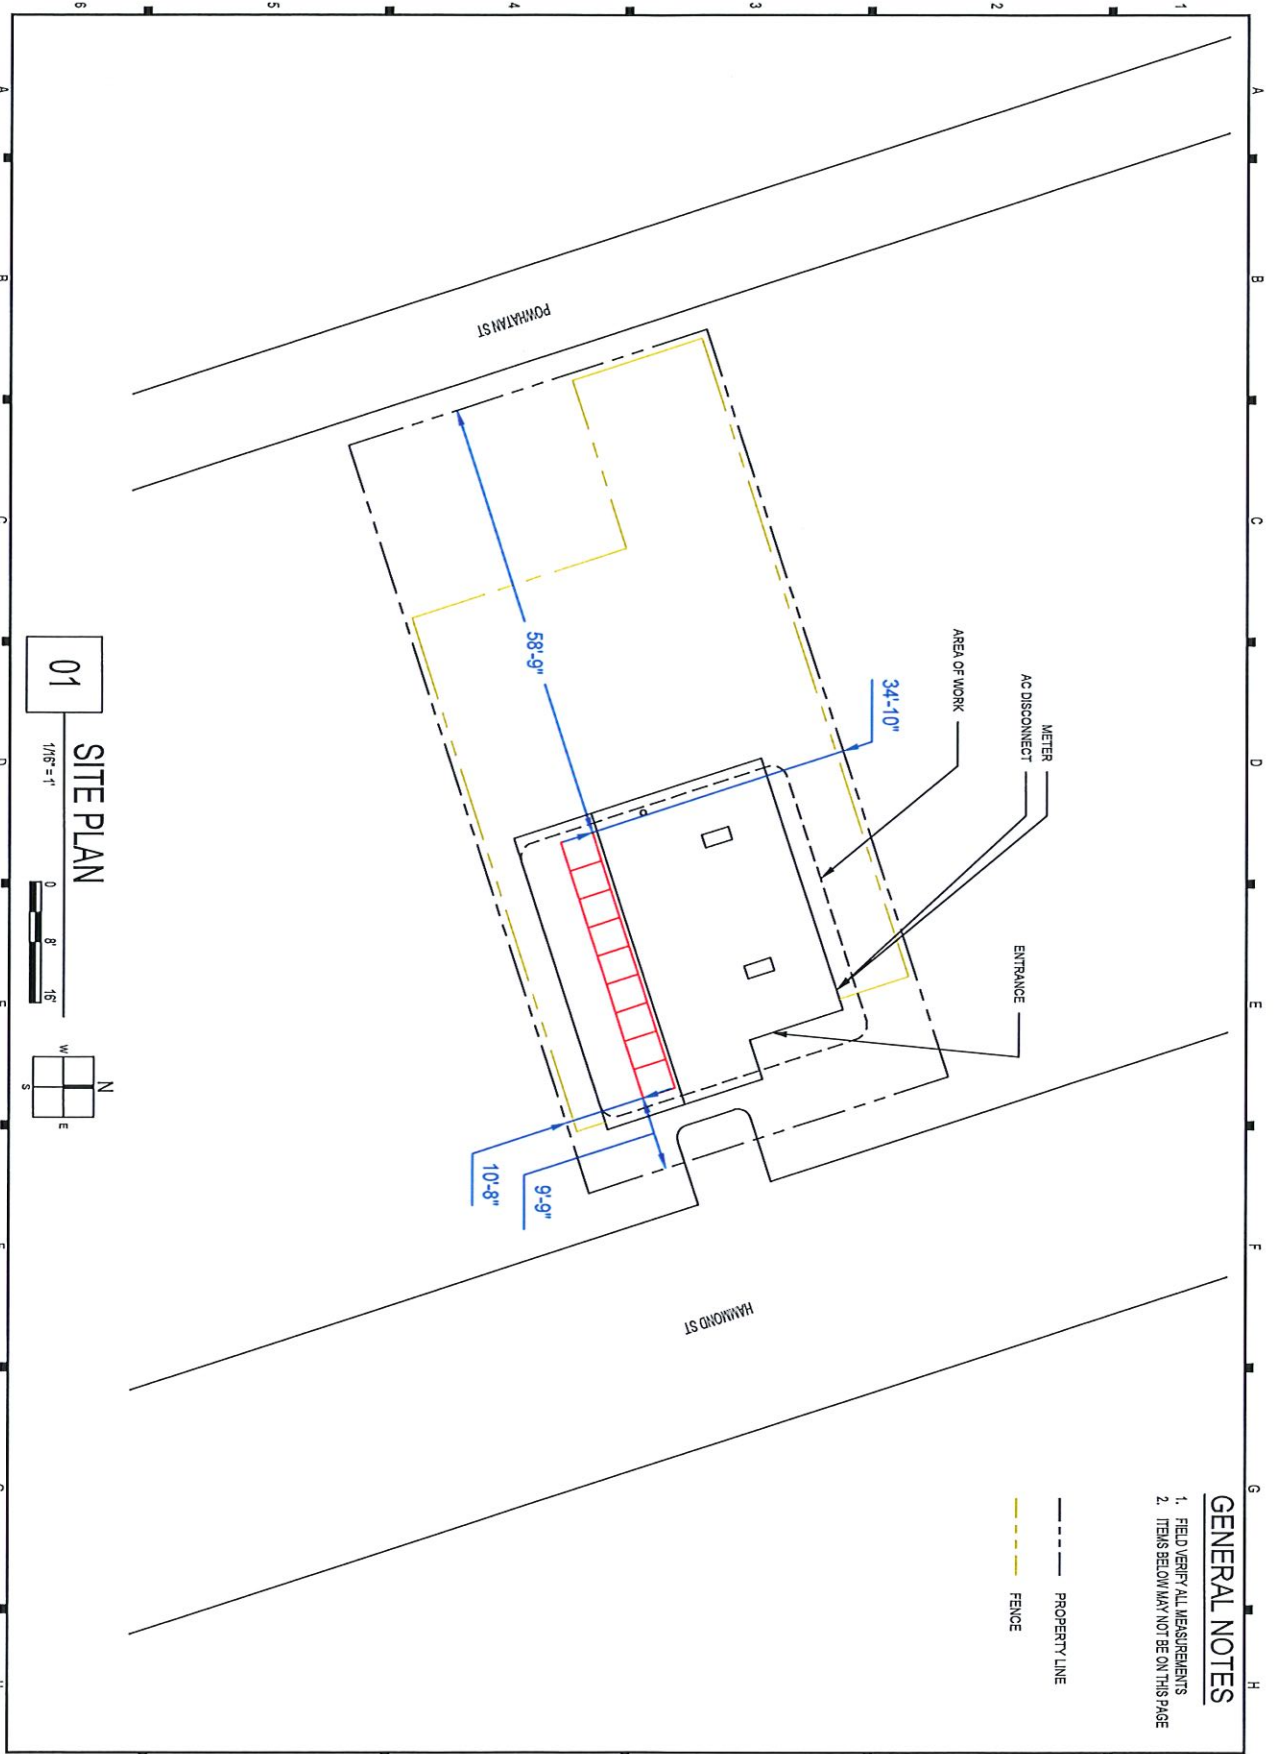 GENERAL NOTES
1. FIELD VERIFY ALL MEASUREMENTS
2. ITEMS BELOW MAY NOT BE ON THIS PAGE
PROPERTY LINE
FENCE
METER
AC DISCONNECT
AREA OF WORK
ENTRANCE
34'-10"
58'-9"
9'-9"
10'-8"
POWHATAN ST
HAMMOND ST
01
SITE PLAN
1/16" = 1'
0 8' 16'
N
W E
S
A B C D E F G H
1
2
3
4
5
6
A B C D E F